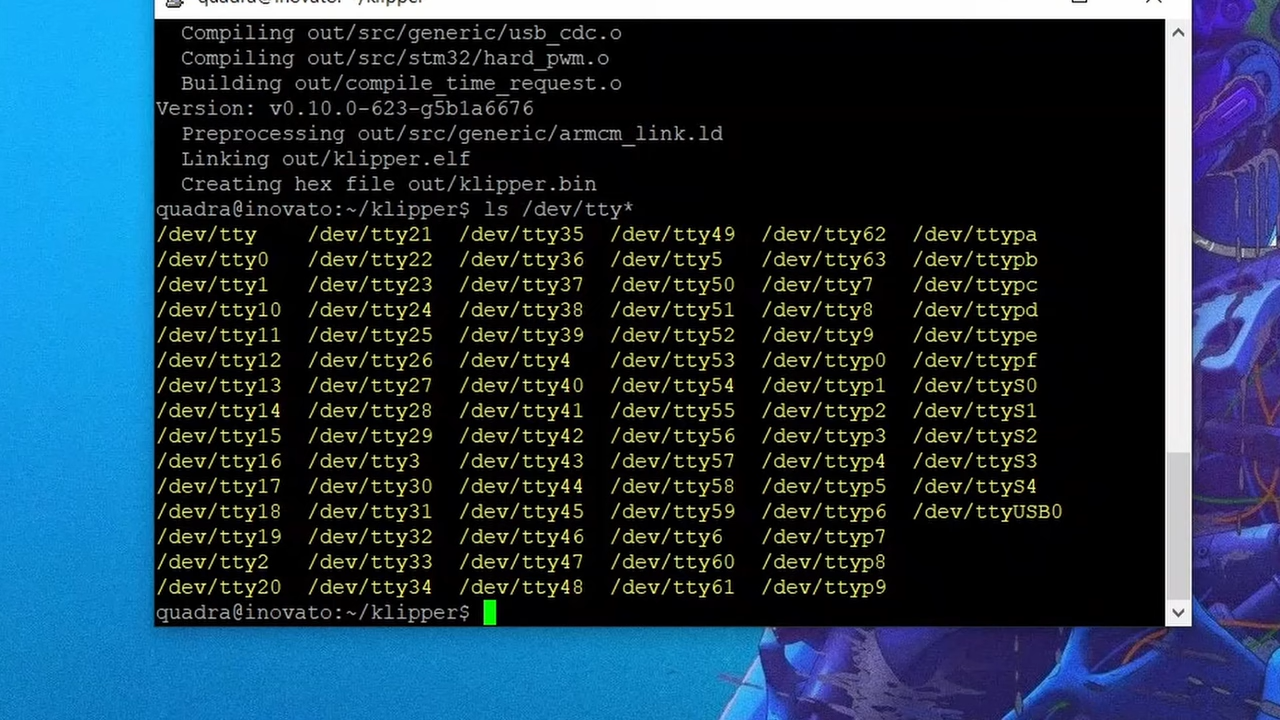 quadra@inovato: ~/klipper
Compiling out/src/generic/usb_cdc.o
Compiling out/src/stm32/hard_pwm.o
Building out/compile_time_request.o
Version: v0.10.0-623-g5b1a6676
Preprocessing out/src/generic/armcm_link.ld
Linking out/klipper.elf
Creating hex file out/klipper.bin
quadra@inovato:~/klipper$ ls /dev/tty*
/dev/tty /dev/tty21 /dev/tty35 /dev/tty49 /dev/tty62 /dev/ttypa
/dev/tty0 /dev/tty22 /dev/tty36 /dev/tty5 /dev/tty63 /dev/ttypb
/dev/tty1 /dev/tty23 /dev/tty37 /dev/tty50 /dev/tty7 /dev/ttypc
/dev/tty10 /dev/tty24 /dev/tty38 /dev/tty51 /dev/tty8 /dev/ttypd
/dev/tty11 /dev/tty25 /dev/tty39 /dev/tty52 /dev/tty9 /dev/ttype
/dev/tty12 /dev/tty26 /dev/tty4 /dev/tty53 /dev/ttyp0 /dev/ttypf
/dev/tty13 /dev/tty27 /dev/tty40 /dev/tty54 /dev/ttyp1 /dev/ttyS0
/dev/tty14 /dev/tty28 /dev/tty41 /dev/tty55 /dev/ttyp2 /dev/ttyS1
/dev/tty15 /dev/tty29 /dev/tty42 /dev/tty56 /dev/ttyp3 /dev/ttyS2
/dev/tty16 /dev/tty3 /dev/tty43 /dev/tty57 /dev/ttyp4 /dev/ttyS3
/dev/tty17 /dev/tty30 /dev/tty44 /dev/tty58 /dev/ttyp5 /dev/ttyS4
/dev/tty18 /dev/tty31 /dev/tty45 /dev/tty59 /dev/ttyp6 /dev/ttyUSB0
/dev/tty19 /dev/tty32 /dev/tty46 /dev/tty6 /dev/ttyp7
/dev/tty2 /dev/tty33 /dev/tty47 /dev/tty60 /dev/ttyp8
/dev/tty20 /dev/tty34 /dev/tty48 /dev/tty61 /dev/ttyp9
quadra@inovato:~/klipper$